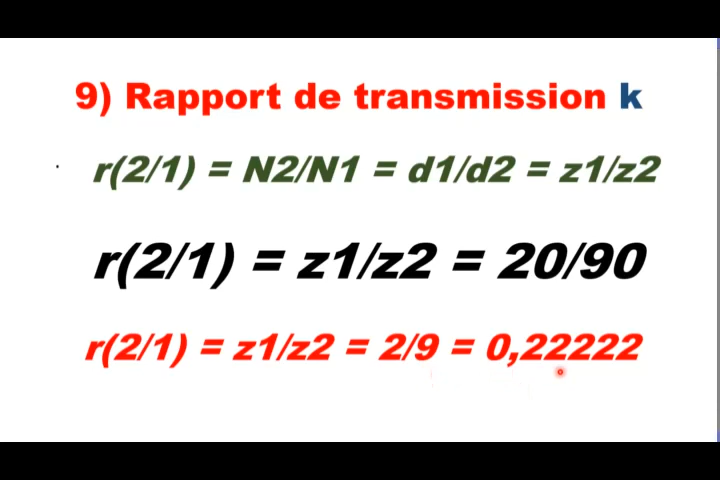 9) Rapport de transmission k
r(2/1) = N2/N1 = d1/d2 = z1/z2
r(2/1) = z1/z2 = 20/90
r(2/1) = z1/z2 = 2/9 = 0,22222